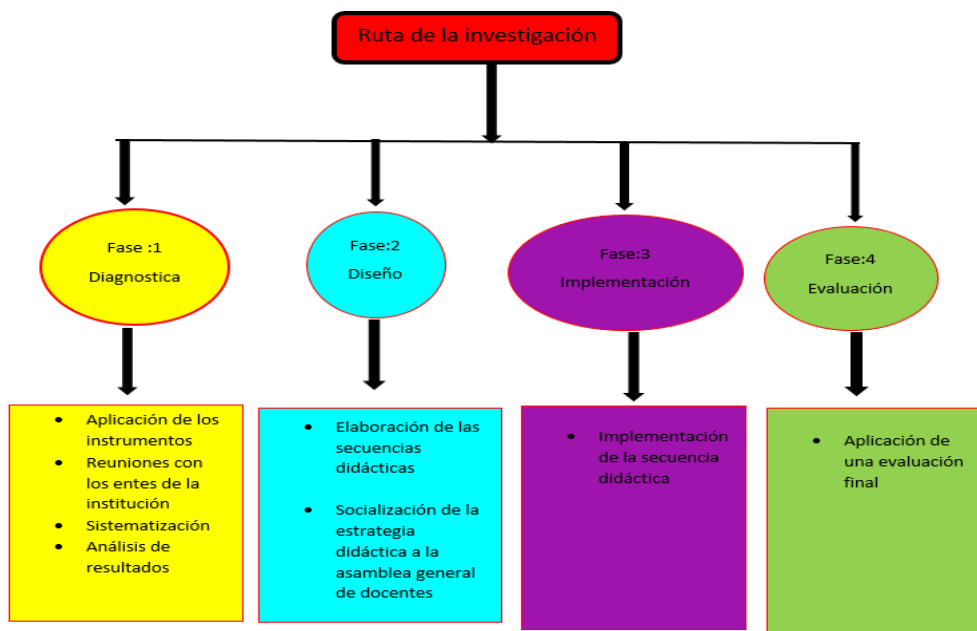 Ruta de la investigación
Fase :1
Diagnostica
Fase:2
Diseño
Fase:3
Implementación
Fase:4
Evaluación
• Aplicación de los
instrumentos
• Reuniones con
los entes de la
institución
• Sistematización
• Análisis de
resultados
• Elaboración de las
secuencias
didácticas
• Socialización de la
estrategia
didáctica a la
asamblea general
de docentes
• Implementación
de la secuencia
didáctica
• Aplicación de
una evaluación
final